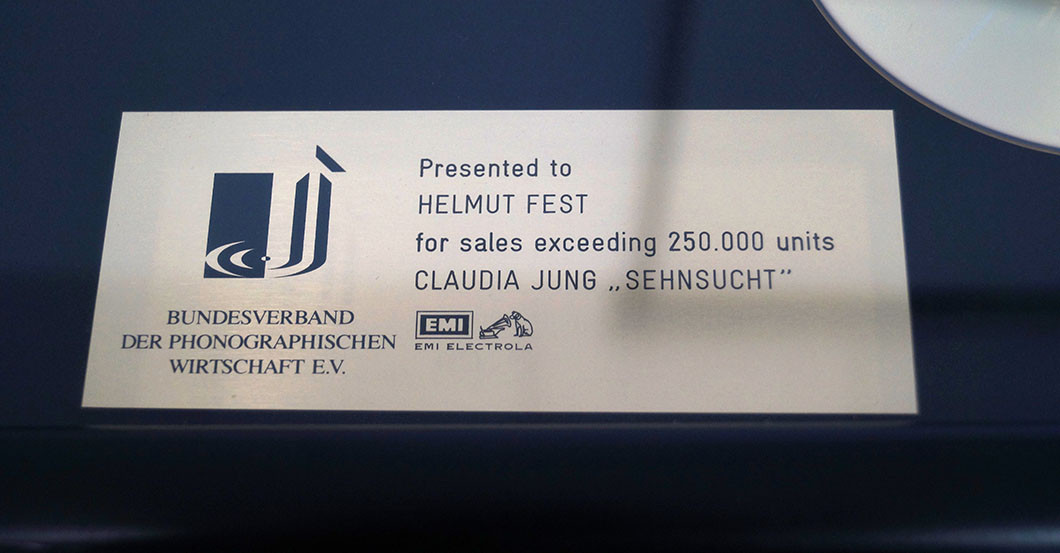 BUNDESVERBAND
DER PHONOGRAPHISCHEN
WIRTSCHAFT E.V.
Presented to
HELMUT FEST
for sales exceeding 250.000 units
CLAUDIA JUNG „SEHNSUCHT”
EMI
EMI ELECTROLA